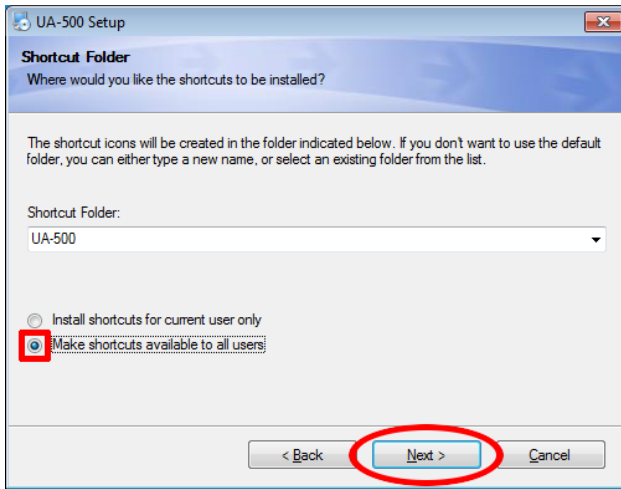 UA-500 Setup
Shortcut Folder
Where would you like the shortcuts to be installed?
The shortcut icons will be created in the folder indicated below. If you don't want to use the default
folder, you can either type a new name, or select an existing folder from the list.
Shortcut Folder:
UA-500
Install shortcuts for current user only
Make shortcuts available to all users
< Back Next > Cancel